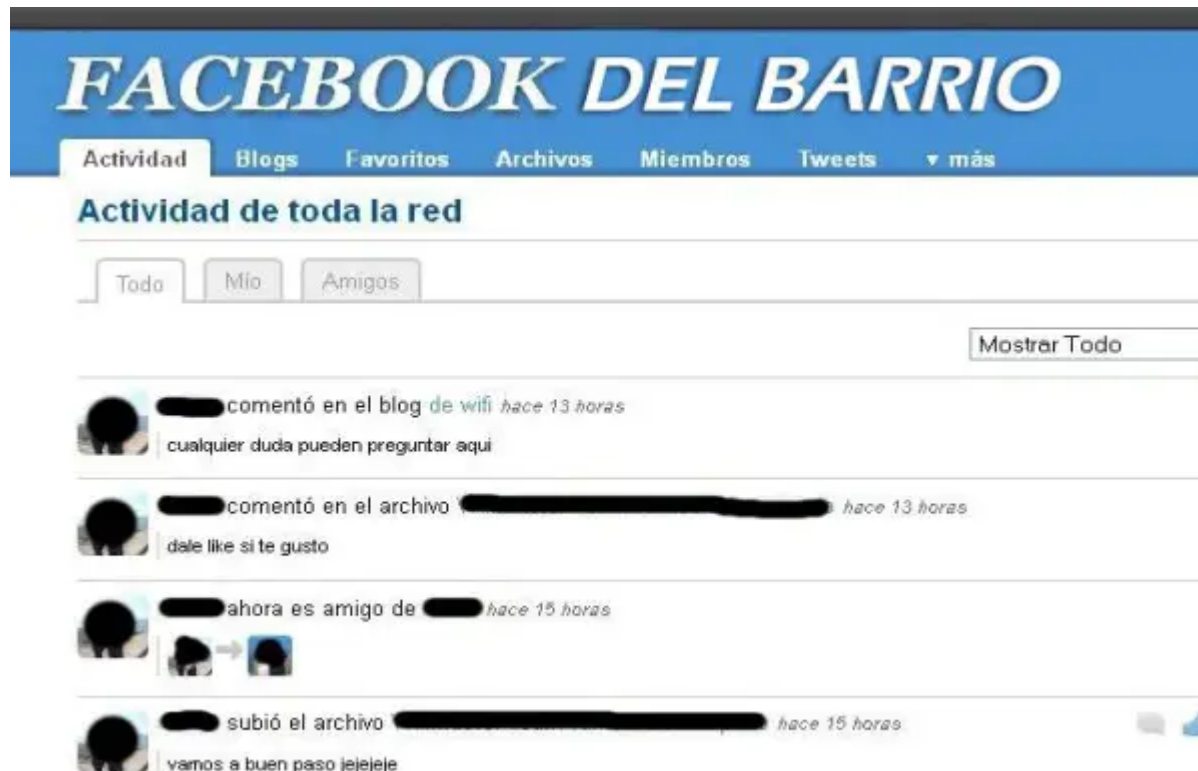 FACEBOOK DEL BARRIO
Actividad Blogs Favoritos Archivos Miembros Tweets ▼ más
Actividad de toda la red
Todo Mío Amigos
Mostrar Todo
comentó en el blog de wifi hace 13 horas
cualquier duda pueden preguntar aqui
comentó en el archivo hace 13 horas
dale like si te gusto
ahora es amigo de hace 15 horas
subió el archivo hace 15 horas
vamos a buen paso jejejeje